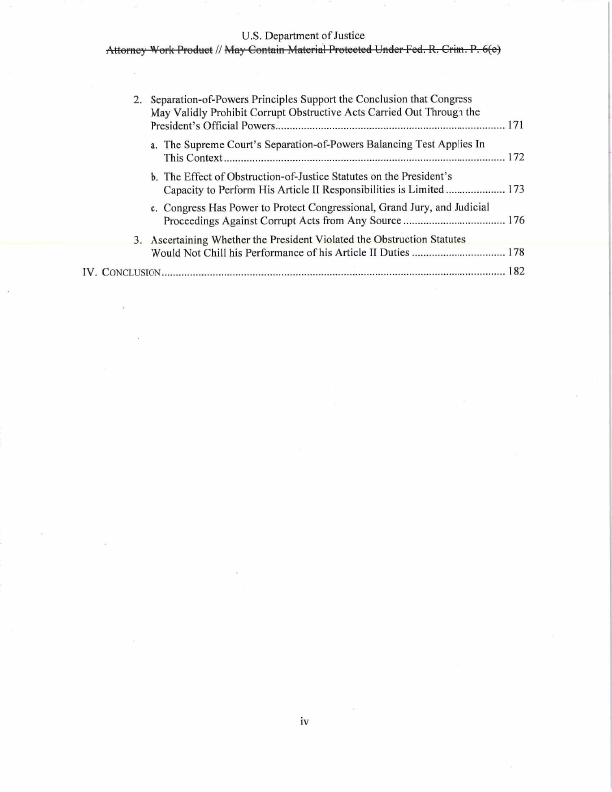 U.S. Department of Justice
Attorney Work Product // May Contain Material Protected Under Fed. R. Crim. P. 6(e)
2. Separation-of-Powers Principles Support the Conclusion that Congress
May Validly Prohibit Corrupt Obstructive Acts Carried Out Through the
President's Official Powers................................................................................. 171
a. The Supreme Court's Separation-of-Powers Balancing Test Applies In
This Context................................................................................................... 172
b. The Effect of Obstruction-of-Justice Statutes on the President's
Capacity to Perform His Article II Responsibilities is Limited ..................... 173
c. Congress Has Power to Protect Congressional, Grand Jury, and Judicial
Proceedings Against Corrupt Acts from Any Source .................................... 176
3. Ascertaining Whether the President Violated the Obstruction Statutes
Would Not Chill his Performance of his Article II Duties ................................. 178
IV. CONCLUSION......................................................................................................................... 182
iv